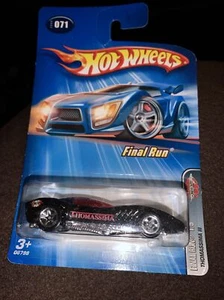 071
HOT WHEELS
Final Run
THOMASSIMA
THOMASSIMA III
3+